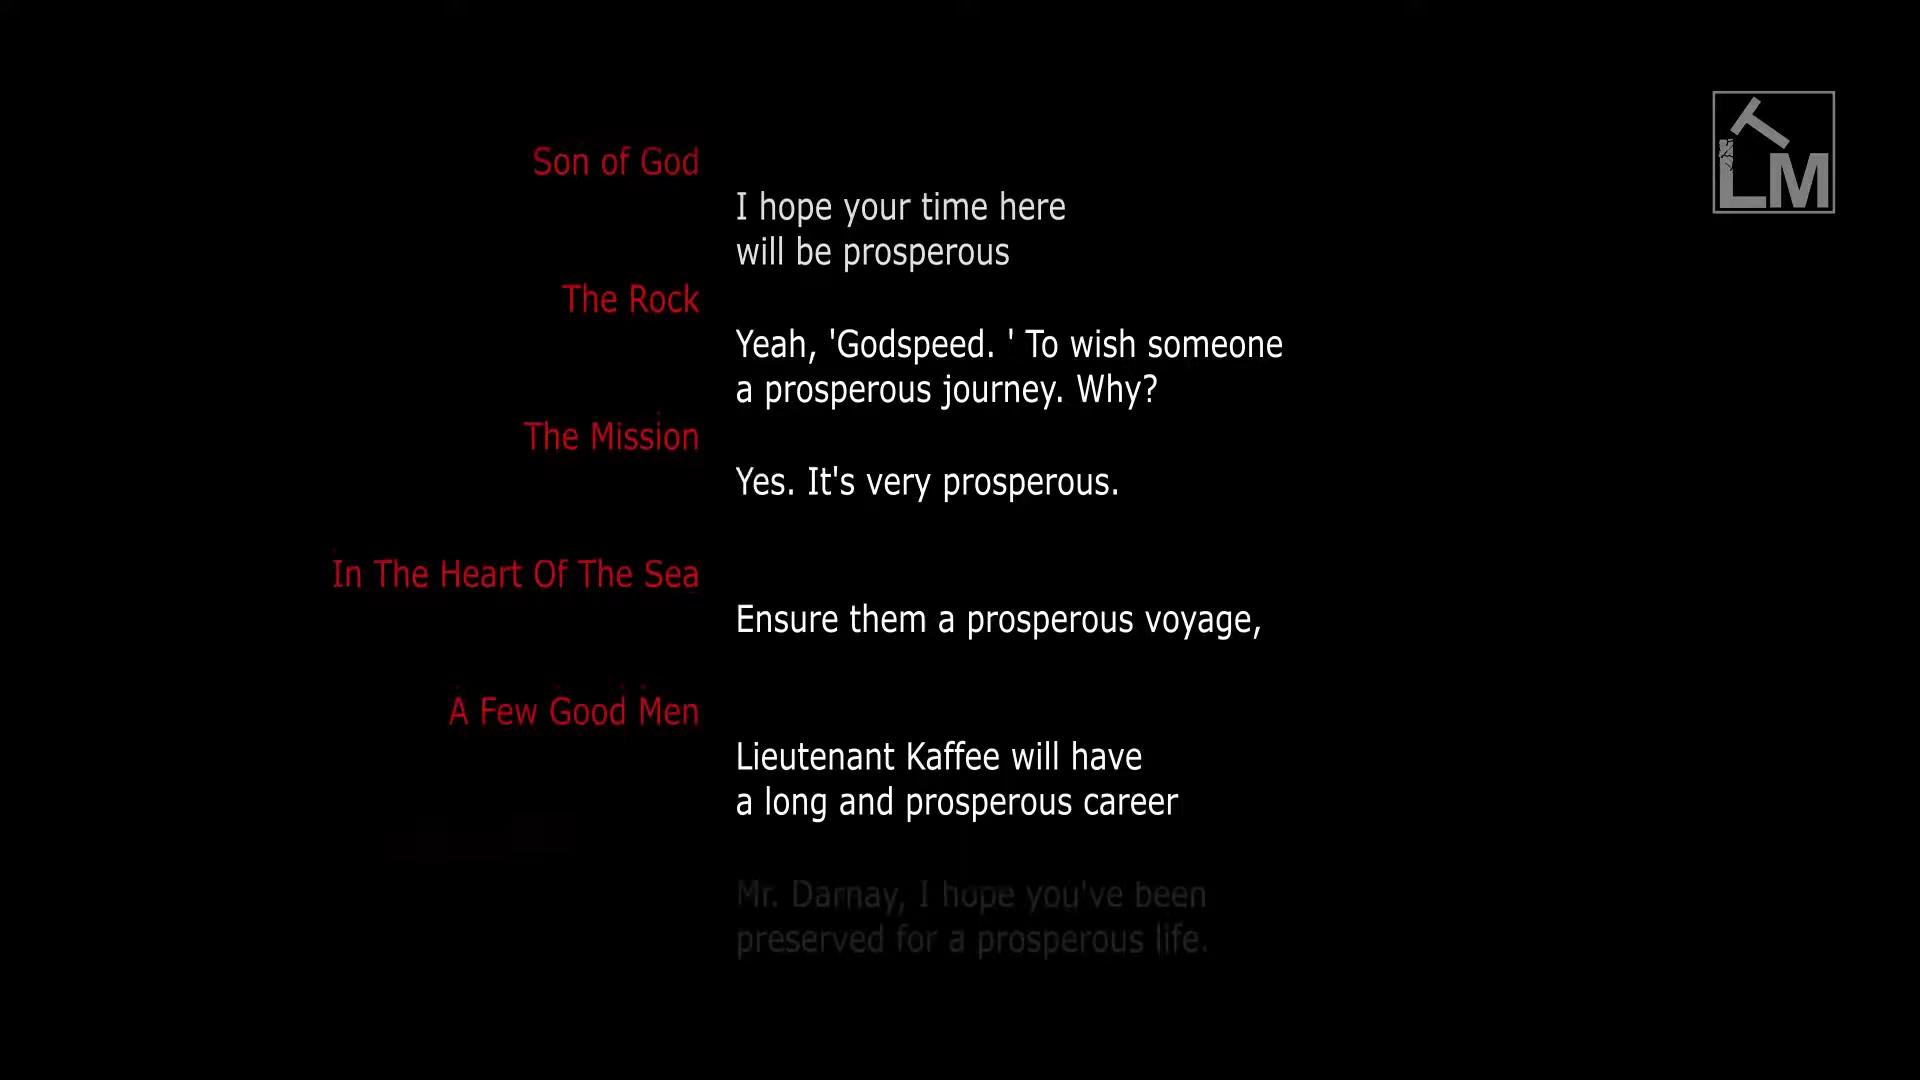 Son of God
I hope your time here
will be prosperous
The Rock
Yeah, 'Godspeed. ' To wish someone
a prosperous journey. Why?
The Mission
Yes. It's very prosperous.
In The Heart Of The Sea
Ensure them a prosperous voyage,
A Few Good Men
Lieutenant Kaffee will have
a long and prosperous career
Mr. Darnay, I hope you've been
preserved for a prosperous life.
TLM